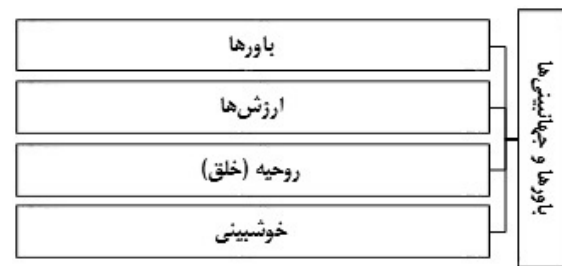 باورها و جهانبینی‌ها
باورها
ارزش‌ها
روحیه (خلق)
خوشبینی